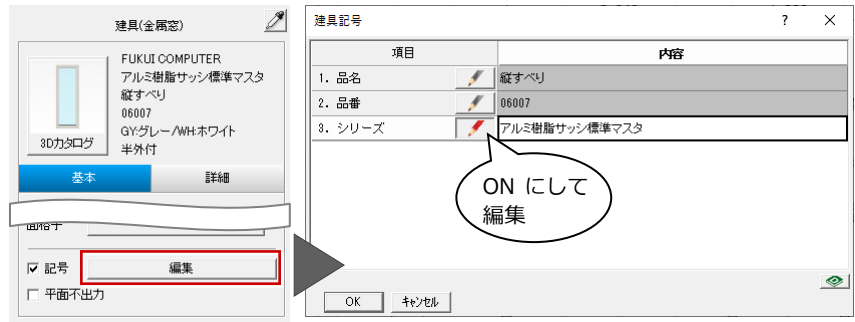 建具(金属窓)
FUKUI COMPUTER
アルミ樹脂サッシ標準マスタ
縦すべり
06007
GY:グレー/WH:ホワイト
半外付
3Dカタログ
基本
詳細
面格子
記号
編集
平面不出力
建具記号
?
×
項目
内容
1. 品名
縦すべり
2. 品番
06007
3. シリーズ
アルミ樹脂サッシ標準マスタ
ON にして
編集
OK
キャンセル